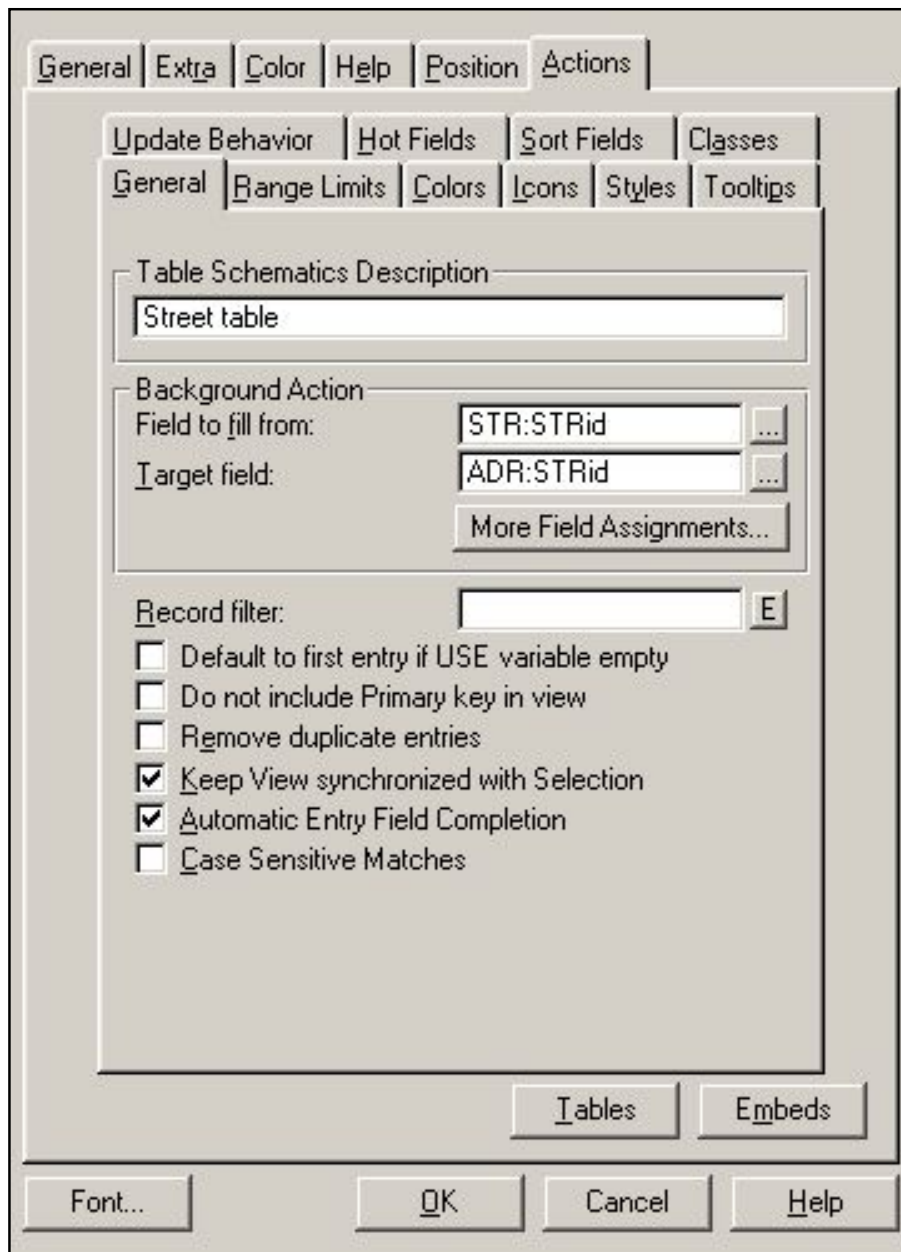 General Extra Color Help Position Actions
Update Behavior Hot Fields Sort Fields Classes
General Range Limits Colors Icons Styles Tooltips
Table Schematics Description
Street table
Background Action
Field to fill from: STR:STRid ...
Target field: ADR:STRid ...
More Field Assignments...
Record filter: E
Default to first entry if USE variable empty
Do not include Primary key in view
Remove duplicate entries
Keep View synchronized with Selection
Automatic Entry Field Completion
Case Sensitive Matches
Tables Embeds
Font... OK Cancel Help